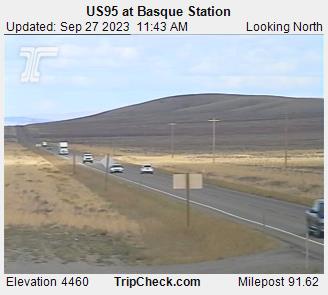 US95 at Basque Station
Updated: Sep 27 2023 11:43 AM Looking North
Elevation 4460 TripCheck.com Milepost 91.62